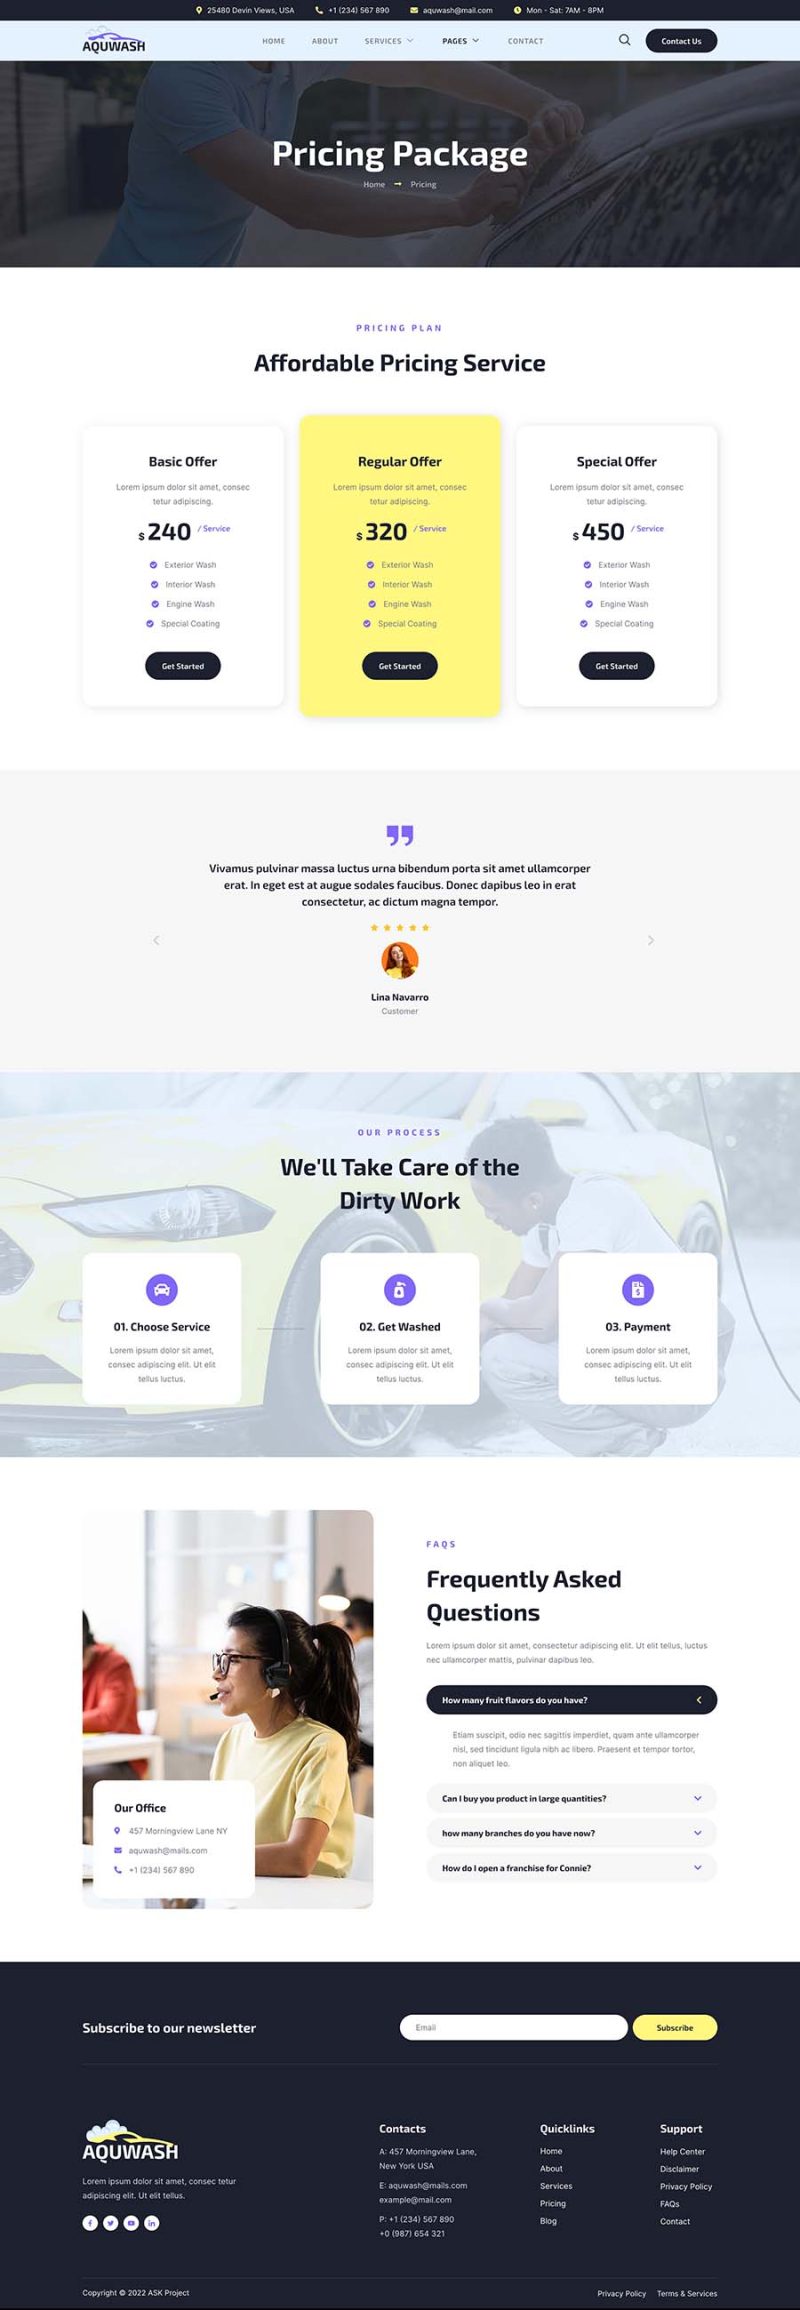 25480 Devin Views, USA
+1 (234) 567 890
aquwash@mail.com
Mon - Sat: 7AM - 8PM
AQUWASH
HOME
ABOUT
SERVICES
PAGES
CONTACT
Contact Us
Pricing Package
Home
Pricing
PRICING PLAN
Affordable Pricing Service
Basic Offer
Lorem ipsum dolor sit amet, consec
tetur adipiscing.
$ 240 / Service
Exterior Wash
Interior Wash
Engine Wash
Special Coating
Get Started
Regular Offer
Lorem ipsum dolor sit amet, consec
tetur adipiscing.
$ 320 / Service
Exterior Wash
Interior Wash
Engine Wash
Special Coating
Get Started
Special Offer
Lorem ipsum dolor sit amet, consec
tetur adipiscing.
$ 450 / Service
Exterior Wash
Interior Wash
Engine Wash
Special Coating
Get Started
Vivamus pulvinar massa luctus urna bibendum porta sit amet ullamcorper
erat. In eget est at augue sodales faucibus. Donec dapibus leo in erat
consectetur, ac dictum magna tempor.
Lina Navarro
Customer
OUR PROCESS
We'll Take Care of the
Dirty Work
01. Choose Service
Lorem ipsum dolor sit amet,
consec adipiscing elit. Ut elit
tellus luctus.
02. Get Washed
Lorem ipsum dolor sit amet,
consec adipiscing elit. Ut elit
tellus luctus.
03. Payment
Lorem ipsum dolor sit amet,
consec adipiscing elit. Ut elit
tellus luctus.
Our Office
457 Morningview Lane NY
aquwash@mails.com
+1 (234) 567 890
FAQS
Frequently Asked
Questions
Lorem ipsum dolor sit amet, consectetur adipiscing elit. Ut elit tellus, luctus
nec ullamcorper mattis, pulvinar dapibus leo.
How many fruit flavors do you have?
Etiam suscipit, odio nec sagittis imperdiet, quam ante ullamcorper
nisl, sed tincidunt ligula nibh ac libero. Praesent et tempor tortor,
non aliquet leo.
Can I buy you product in large quantities?
how many branches do you have now?
How do I open a franchise for Connie?
Subscribe to our newsletter
Email
Subscribe
AQUWASH
Lorem ipsum dolor sit amet, consec tetur
adipiscing elit. Ut elit tellus.
Contacts
A: 457 Morningview Lane,
New York USA
E: aquwash@mails.com
example@mail.com
P: +1 (234) 567 890
+0 (987) 654 321
Quicklinks
Home
About
Services
Pricing
Blog
Support
Help Center
Disclaimer
Privacy Policy
FAQs
Contact
Copyright © 2022 ASK Project
Privacy Policy
Terms & Services